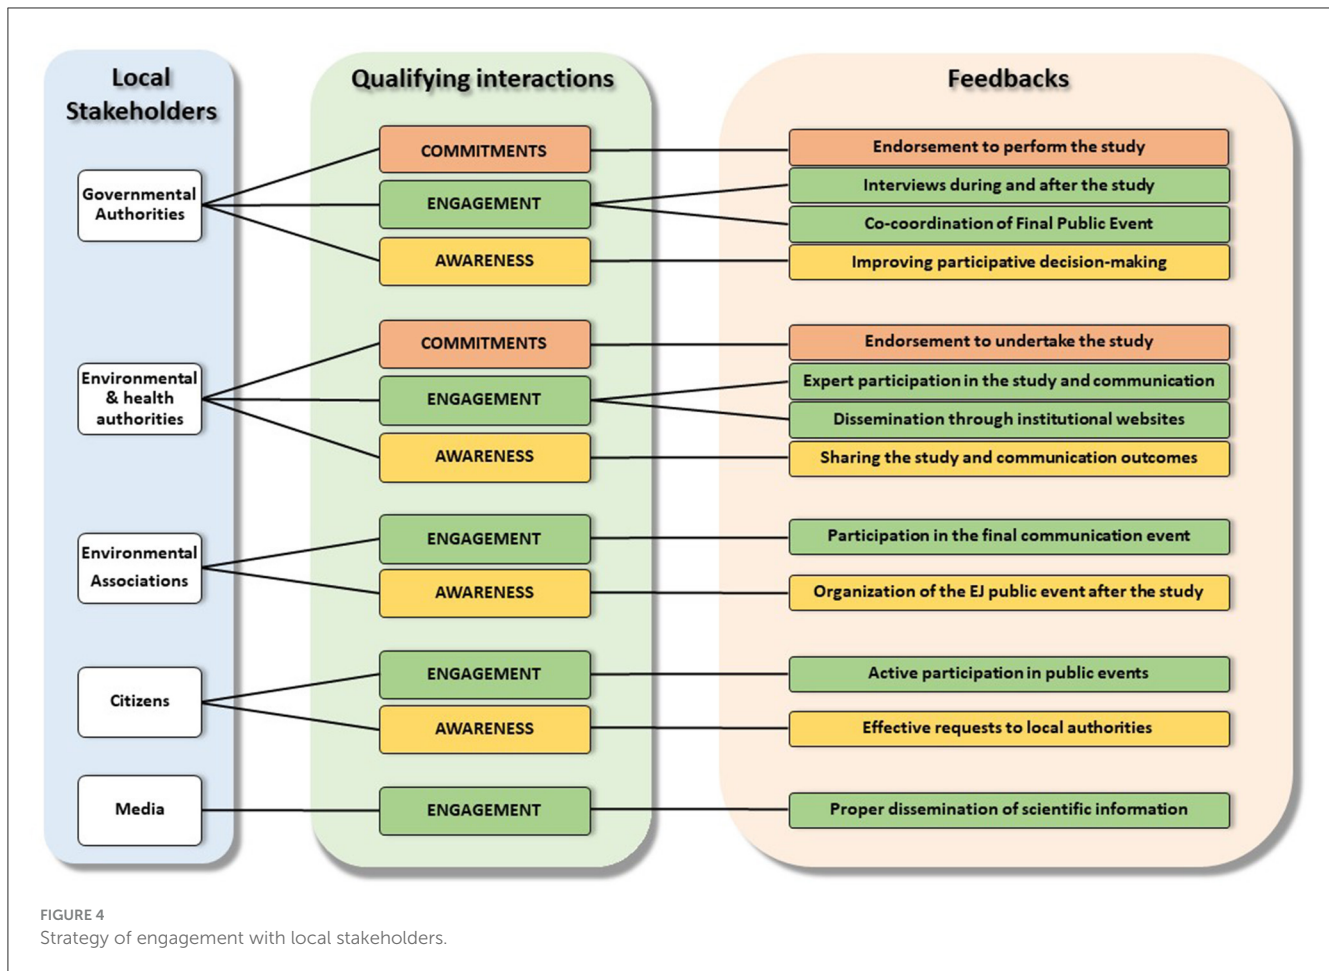 Local
Stakeholders
Qualifying interactions
Feedbacks
Governmental
Authorities
COMMITMENTS
ENGAGEMENT
AWARENESS
Endorsement to perform the study
Interviews during and after the study
Co-coordination of Final Public Event
Improving participative decision-making
Environmental
& health
authorities
COMMITMENTS
ENGAGEMENT
AWARENESS
Endorsement to undertake the study
Expert participation in the study and communication
Dissemination through institutional websites
Sharing the study and communication outcomes
Environmental
Associations
ENGAGEMENT
AWARENESS
Participation in the final communication event
Organization of the EJ public event after the study
Citizens
ENGAGEMENT
AWARENESS
Active participation in public events
Effective requests to local authorities
Media
ENGAGEMENT
Proper dissemination of scientific information
FIGURE 4
Strategy of engagement with local stakeholders.